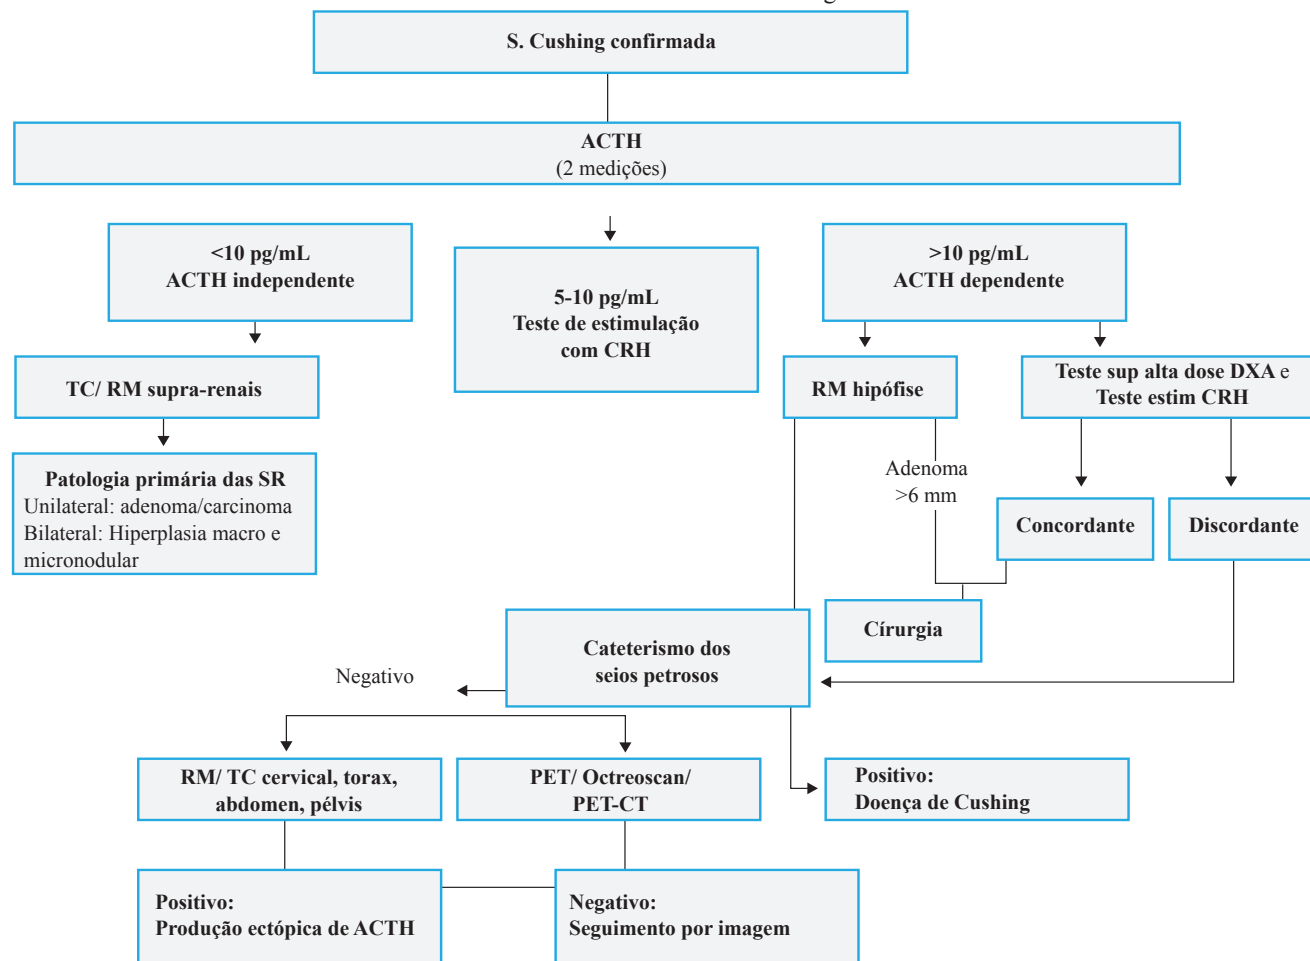 S. Cushing confirmada
ACTH
(2 medições)
<10 pg/mL
ACTH independente
5-10 pg/mL
Teste de estimulação
com CRH
>10 pg/mL
ACTH dependente
TC/ RM supra-renais
RM hipófise
Teste sup alta dose DXA e
Teste estim CRH
Patologia primária das SR
Unilateral: adenoma/carcinoma
Bilateral: Hiperplasia macro e
micronodular
Adenoma
>6 mm
Concordante
Discordante
Círurgia
Cateterismo dos
seios petrosos
Negativo
RM/ TC cervical, torax,
abdomen, pélvis
PET/ Octreoscan/
PET-CT
Positivo:
Doença de Cushing
Positivo:
Produção ectópica de ACTH
Negativo:
Seguimento por imagem